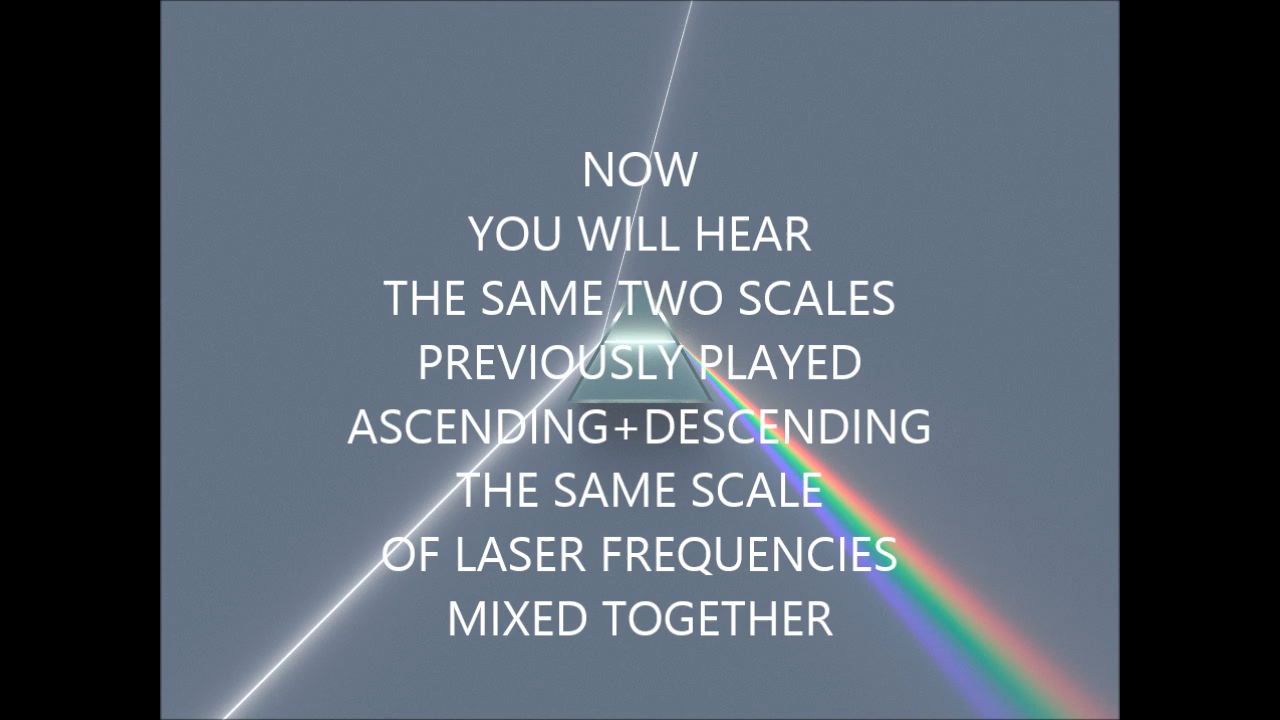 NOW
YOU WILL HEAR
THE SAME TWO SCALES
PREVIOUSLY PLAYED
ASCENDING+DESCENDING
THE SAME SCALE
OF LASER FREQUENCIES
MIXED TOGETHER